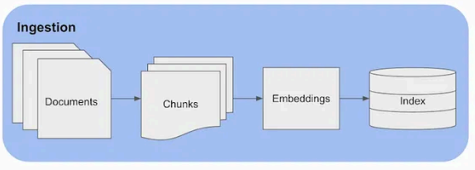 Ingestion
Documents
Chunks
Embeddings
Index